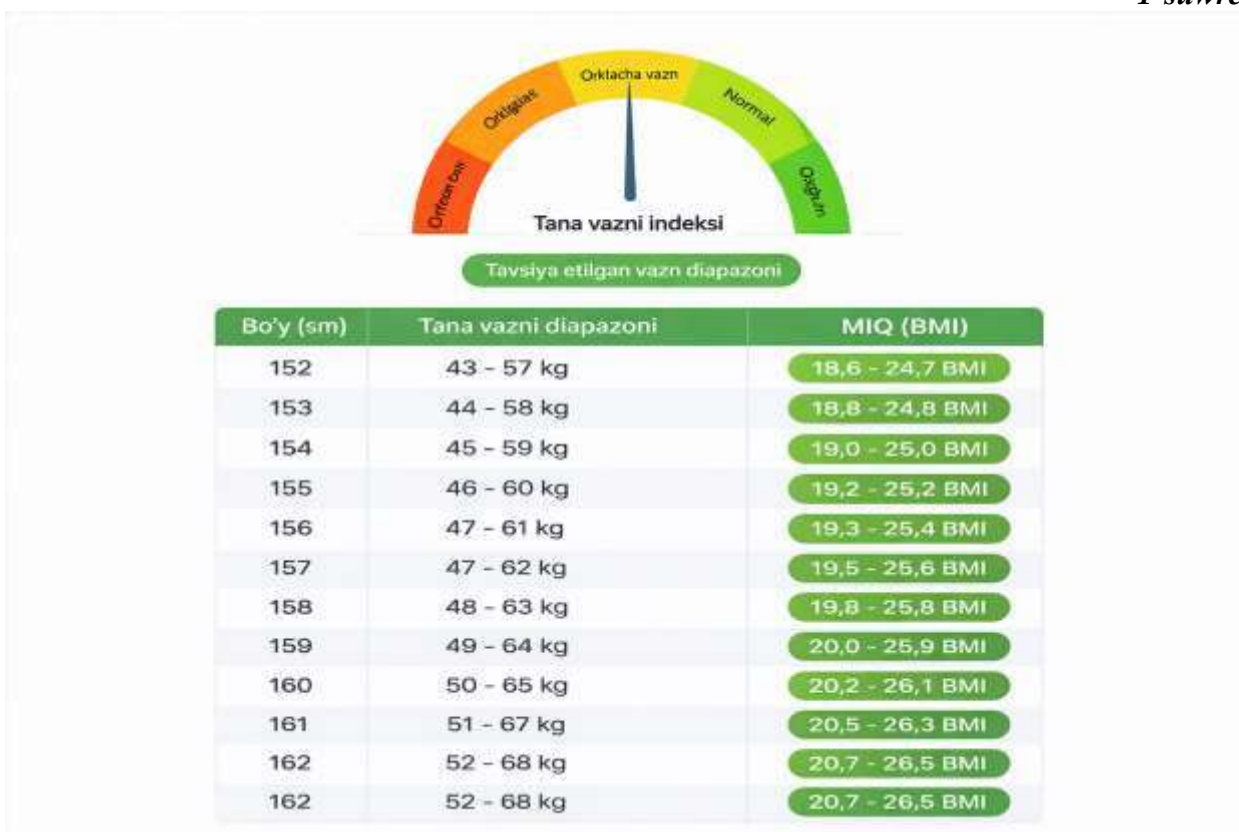 Orklacha vazn
Normal
Tana vazni indeksi
Tavsiya etilgan vazn diapazoni
Bo'y (sm) Tana vazni diapazoni MIQ (BMI)
152 43 - 57 kg 18,6 - 24,7 BMI
153 44 - 58 kg 18,8 - 24,8 BMI
154 45 - 59 kg 19,0 - 25,0 BMI
155 46 - 60 kg 19,2 - 25,2 BMI
156 47 - 61 kg 19,3 - 25,4 BMI
157 47 - 62 kg 19,5 - 25,6 BMI
158 48 - 63 kg 19,8 - 25,8 BMI
159 49 - 64 kg 20,0 - 25,9 BMI
160 50 - 65 kg 20,2 - 26,1 BMI
161 51 - 67 kg 20,5 - 26,3 BMI
162 52 - 68 kg 20,7 - 26,5 BMI
162 52 - 68 kg 20,7 - 26,5 BMI